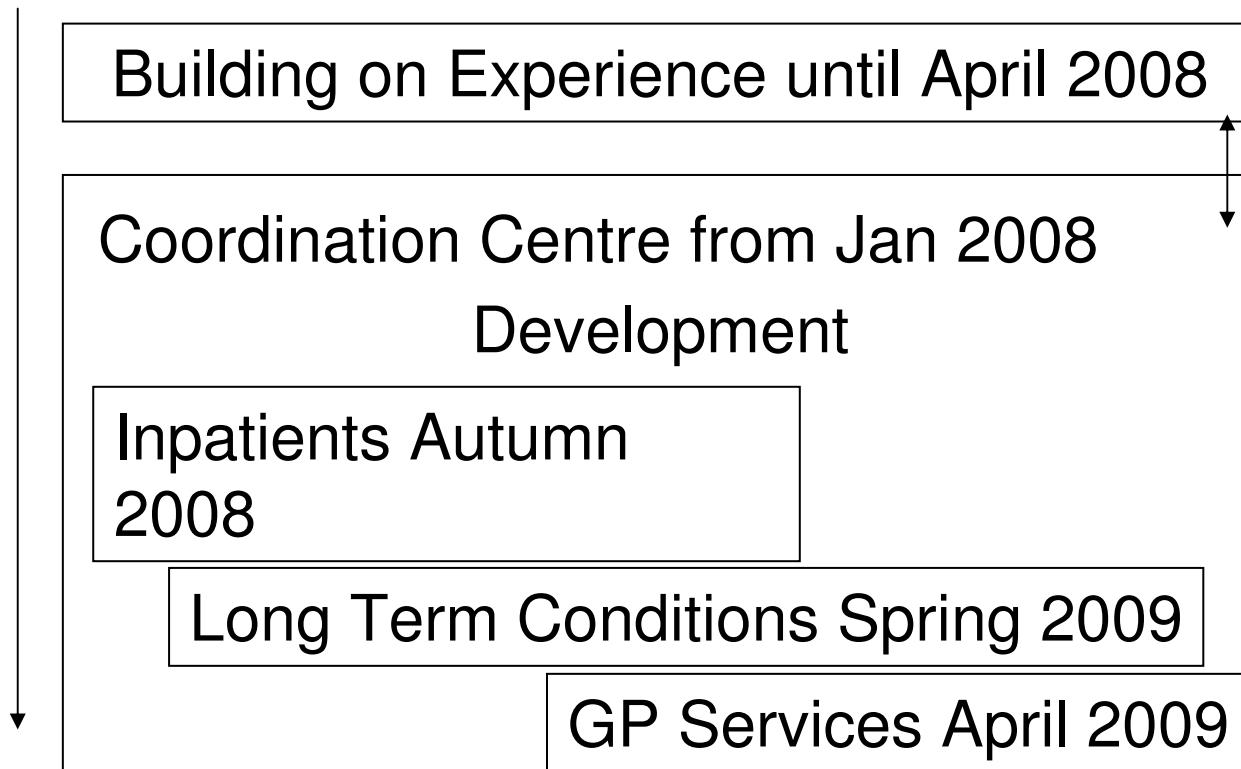 Building on Experience until April 2008
Coordination Centre from Jan 2008
Development
Inpatients Autumn
2008
Long Term Conditions Spring 2009
GP Services April 2009